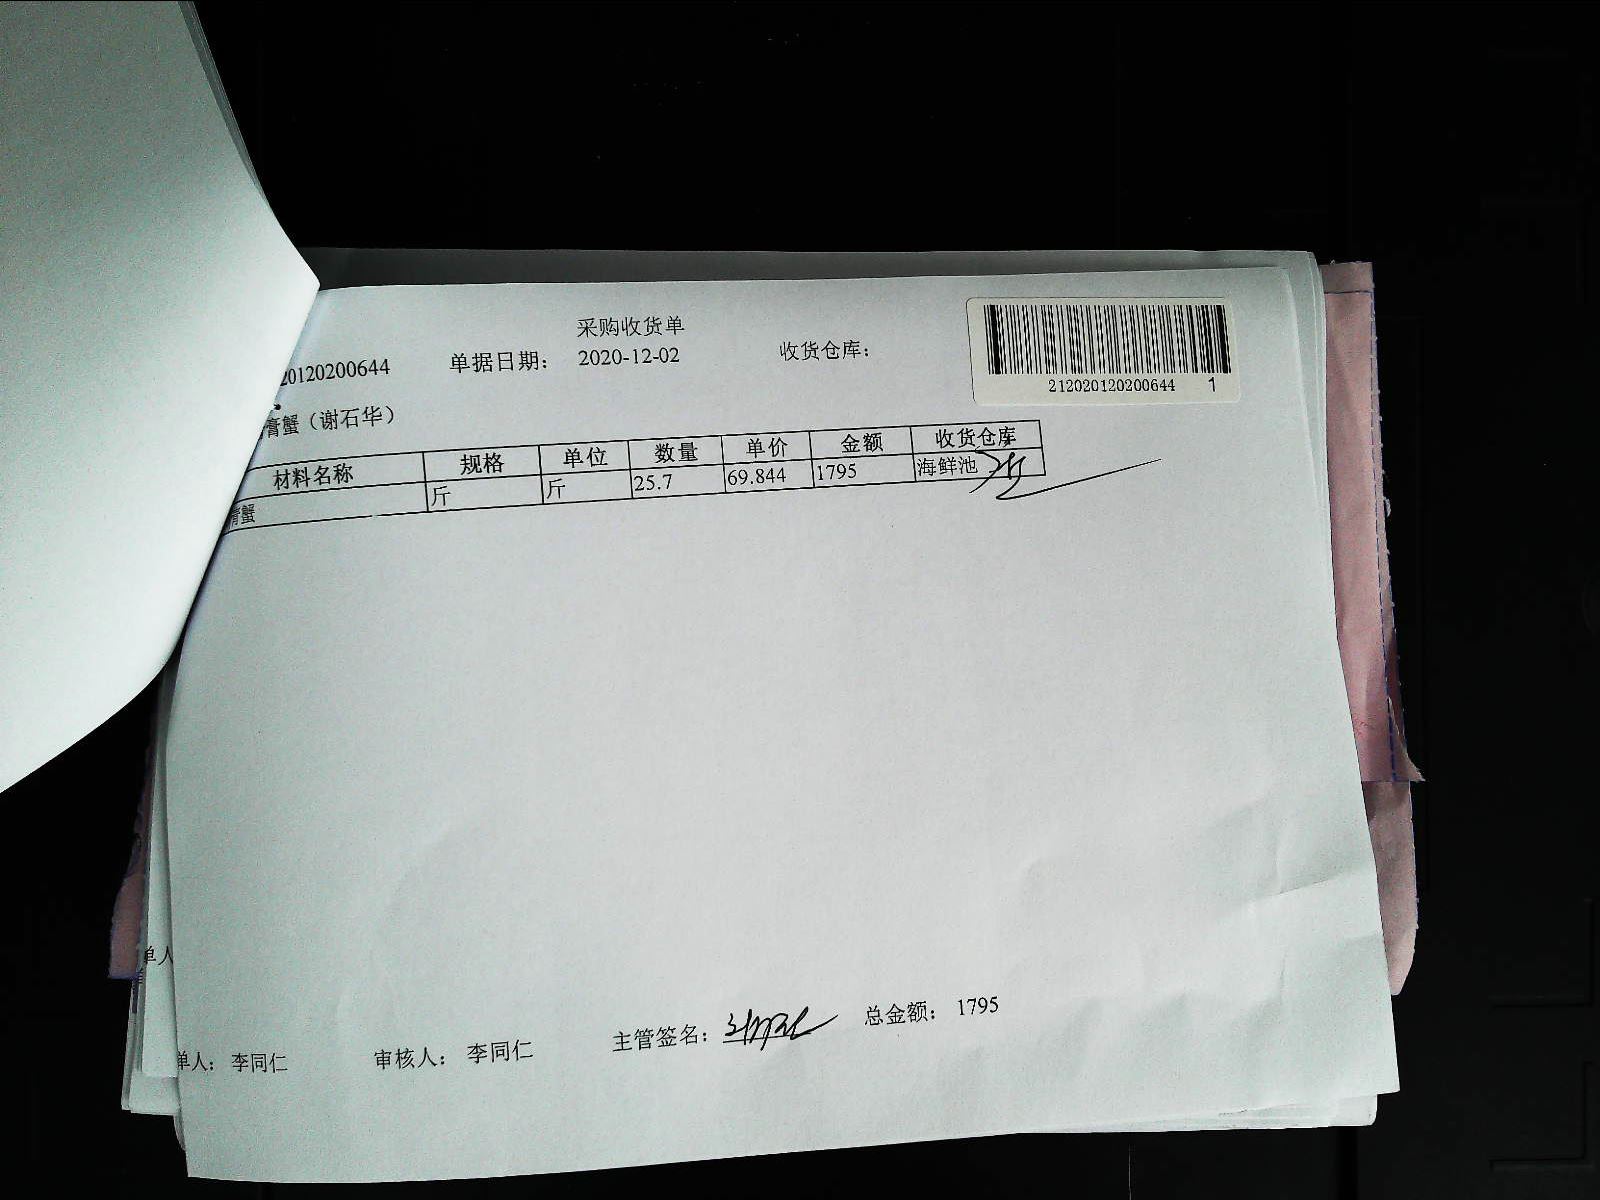 采购收货单
20120200644 单据日期: 2020-12-02 收货仓库:
212020120200644 1
膏蟹（谢石华）
材料名称 规格 单位 数量 单价 金额 收货仓库
膏蟹 斤 斤 25.7 69.844 1795 海鲜池
单人
单人: 李同仁 审核人: 李同仁 主管签名: 总金额: 1795